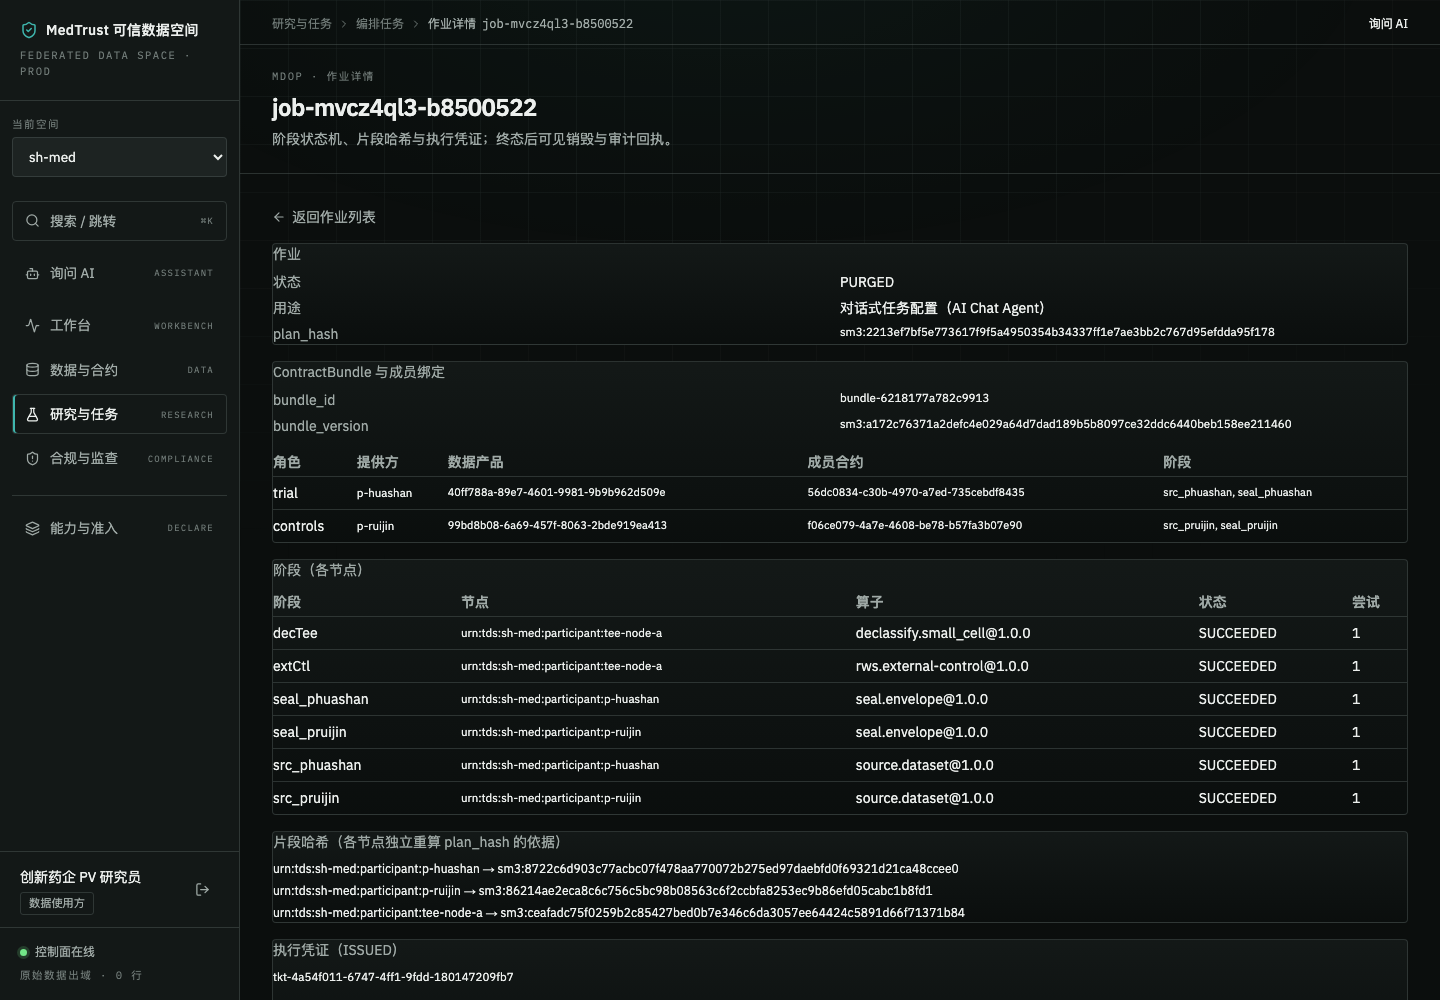 MedTrust 可信数据空间
FEDERATED DATA SPACE ·
PROD
当前空间
sh-med
搜索 / 跳转 ⌘K
询问 AI ASSISTANT
工作台 WORKBENCH
数据与合约 DATA
研究与任务 RESEARCH
合规与监查 COMPLIANCE
能力与准入 DECLARE
创新药企 PV 研究员
数据使用方
控制面在线
原始数据出域 · 0 行
研究与任务 > 编排任务 > 作业详情 job-mvcz4ql3-b8500522 询问 AI
MDOP · 作业详情
job-mvcz4ql3-b8500522
阶段状态机、片段哈希与执行凭证；终态后可见销毁与审计回执。
← 返回作业列表
作业
状态 PURGED
用途 对话式任务配置（AI Chat Agent）
plan_hash sm3:2213ef7bf5e773617f9f5a4950354b34337ff1e7ae3bb2c767d95efdda95f178
ContractBundle 与成员绑定
bundle_id bundle-6218177a782c9913
bundle_version sm3:a172c76371a2defc4e029a64d7dad189b5b8097ce32ddc6440beb158ee211460
角色 提供方 数据产品 成员合约 阶段
trial p-huashan 40ff788a-89e7-4601-9981-9b9b962d509e 56dc0834-c30b-4970-a7ed-735cebdf8435 src_phuashan, seal_phuashan
controls p-ruijin 99bd8b08-6a69-457f-8063-2bde919ea413 f06ce079-4a7e-4608-be78-b57fa3b07e90 src_pruijin, seal_pruijin
阶段（各节点）
阶段 节点 算子 状态 尝试
decTee urn:tds:sh-med:participant:tee-node-a declassify.small_cell@1.0.0 SUCCEEDED 1
extCtl urn:tds:sh-med:participant:tee-node-a rws.external-control@1.0.0 SUCCEEDED 1
seal_phuashan urn:tds:sh-med:participant:p-huashan seal.envelope@1.0.0 SUCCEEDED 1
seal_pruijin urn:tds:sh-med:participant:p-ruijin seal.envelope@1.0.0 SUCCEEDED 1
src_phuashan urn:tds:sh-med:participant:p-huashan source.dataset@1.0.0 SUCCEEDED 1
src_pruijin urn:tds:sh-med:participant:p-ruijin source.dataset@1.0.0 SUCCEEDED 1
片段哈希（各节点独立重算 plan_hash 的依据）
urn:tds:sh-med:participant:p-huashan → sm3:8722c6d903c77acbc07f478aa770072b275ed97daebfd0f69321d21ca48ccee0
urn:tds:sh-med:participant:p-ruijin → sm3:86214ae2eca8c6c756c5bc98b08563c6f2ccbfa8253ec9b86efd05cabc1b8fd1
urn:tds:sh-med:participant:tee-node-a → sm3:ceafadc75f0259b2c85427bed0b7e346c6da3057ee64424c5891d66f71371b84
执行凭证（ISSUED）
tkt-4a54f011-6747-4ff1-9fdd-180147209fb7